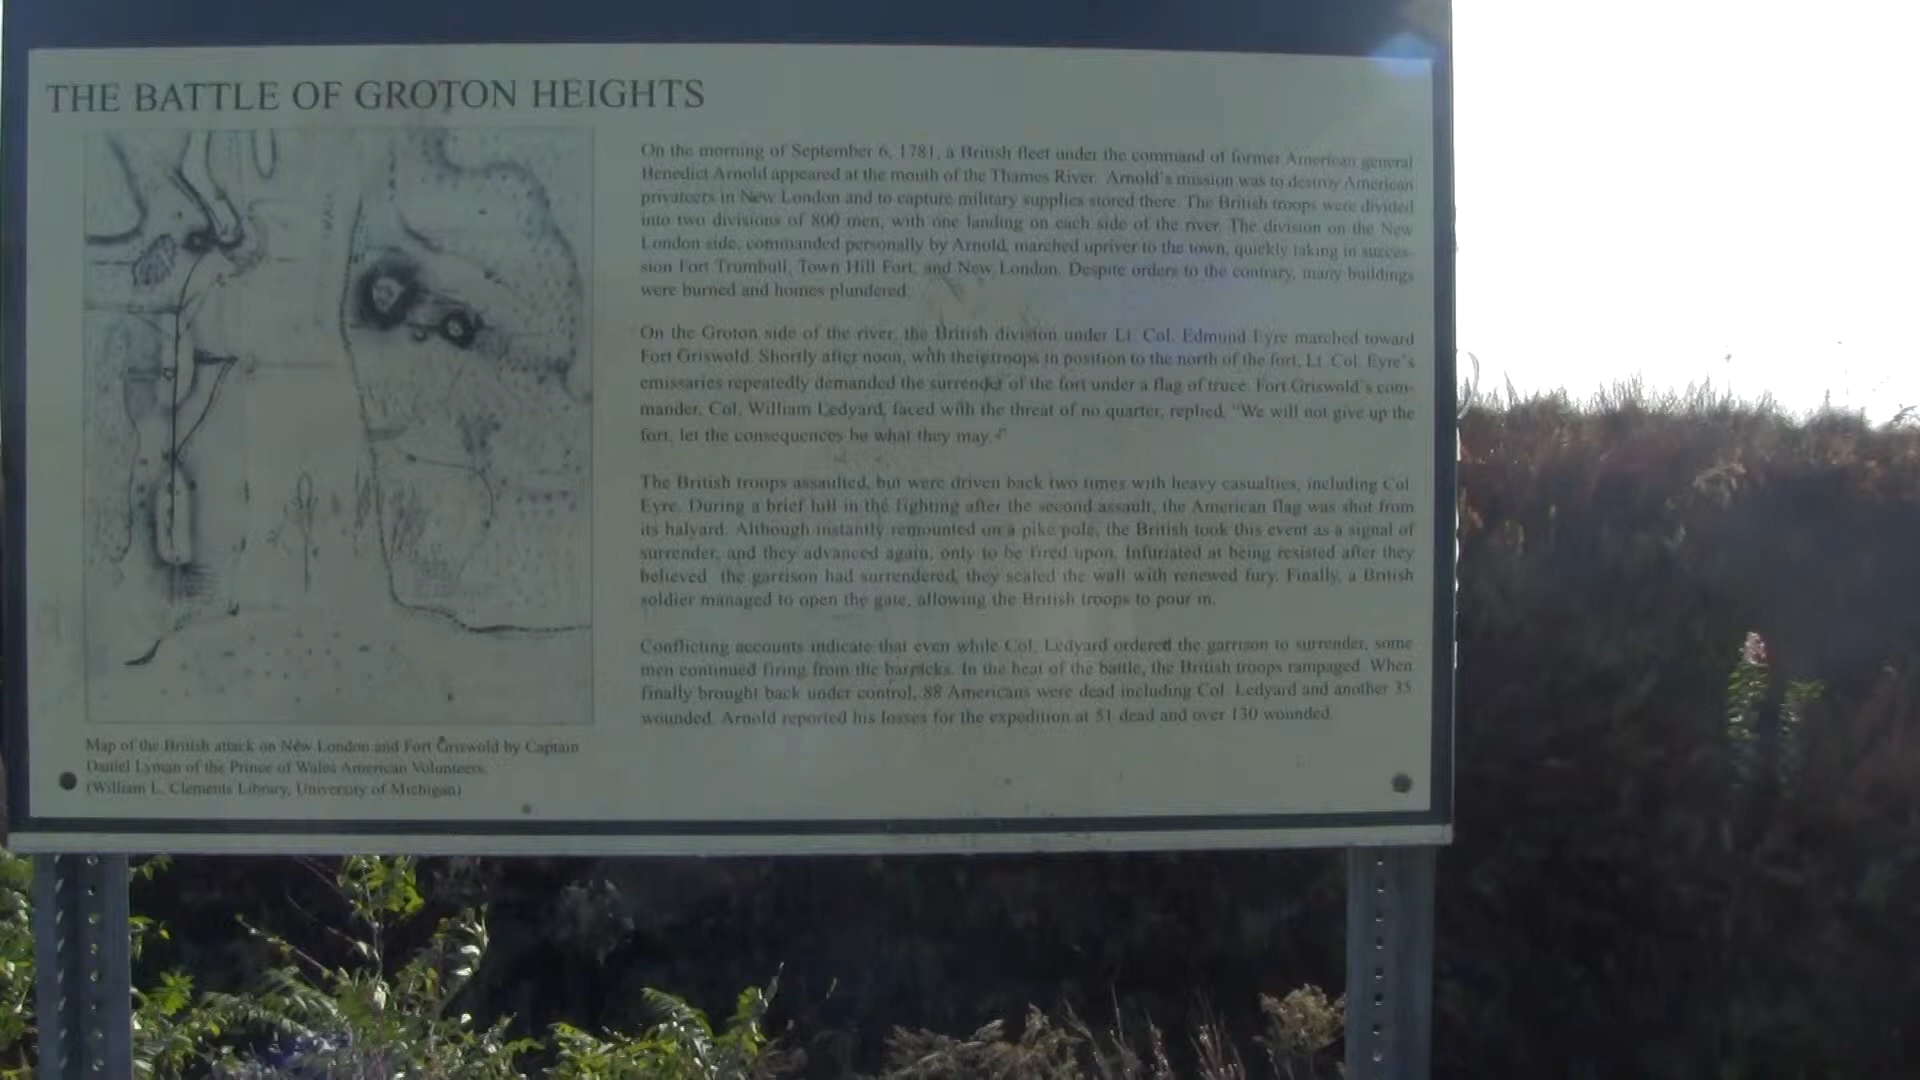 THE BATTLE OF GROTON HEIGHTS
On the morning of September 6, 1781, a British fleet under the command of former American general
Benedict Arnold appeared at the mouth of the Thames River. Arnold's mission was to destroy American
privateers in New London and to capture military supplies stored there. The British troops were divided
into two divisions of 800 men, with one landing on each side of the river. The division on the New
London side, commanded personally by Arnold, marched upriver to the town, quickly taking in succes-
sion Fort Trumbull, Town Hill Fort, and New London. Despite orders to the contrary, many buildings
were burned and homes plundered.
On the Groton side of the river, the British division under Lt. Col. Edmund Eyre marched toward
Fort Griswold. Shortly after noon, with their troops in position to the north of the fort, Lt. Col. Eyre's
emissaries repeatedly demanded the surrender of the fort under a flag of truce. Fort Griswold's com-
mander, Col. William Ledyard, faced with the threat of no quarter, replied, "We will not give up the
fort, let the consequences be what they may."
The British troops assaulted, but were driven back two times with heavy casualties, including Col.
Eyre. During a brief lull in the fighting after the second assault, the American flag was shot from
its halyard. Although instantly remounted on a pike pole, the British took this event as a signal of
surrender, and they advanced again, only to be fired upon. Infuriated at being resisted after they
believed the garrison had surrendered, they scaled the wall with renewed fury. Finally, a British
soldier managed to open the gate, allowing the British troops to pour in.
Conflicting accounts indicate that even while Col. Ledyard ordered the garrison to surrender, some
men continued firing from the barracks. In the heat of the battle, the British troops rampaged. When
finally brought back under control, 88 Americans were dead including Col. Ledyard and another 35
wounded. Arnold reported his losses for the expedition at 51 dead and over 130 wounded.
Map of the British attack on New London and Fort Griswold by Captain
Daniel Lyman of the Prince of Wales American Volunteers.
(William L. Clements Library, University of Michigan)